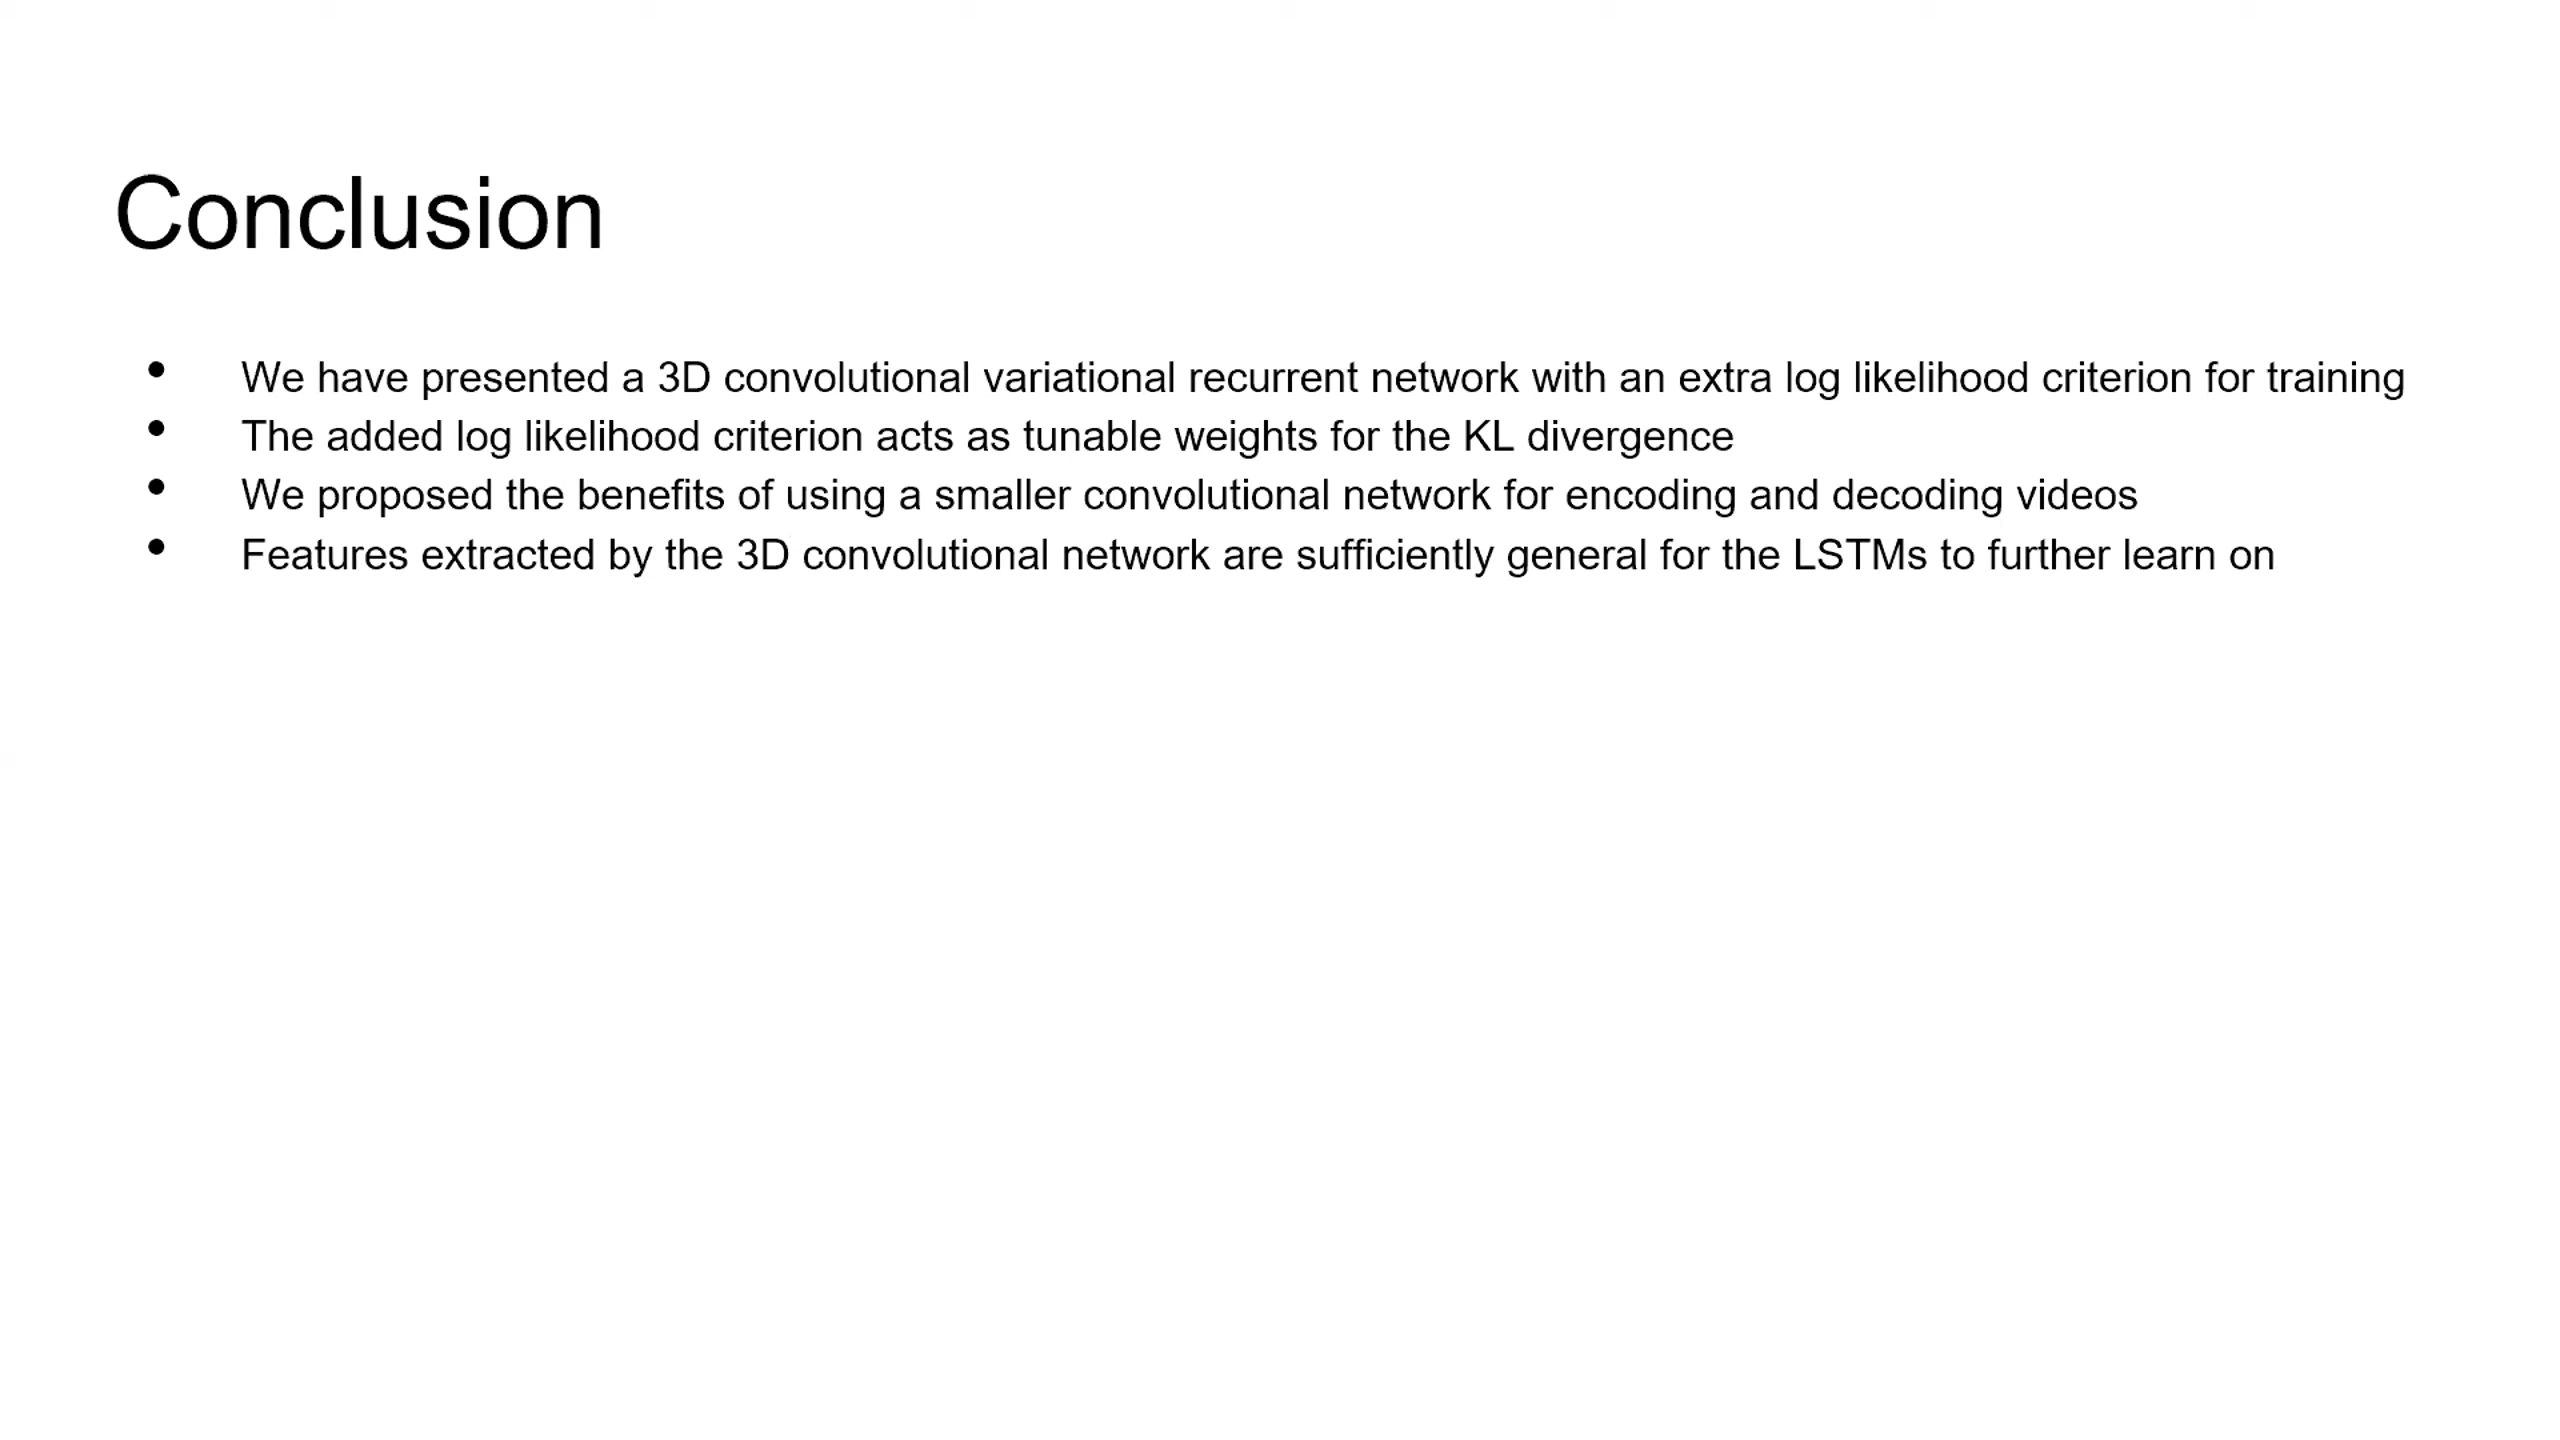 Conclusion
• We have presented a 3D convolutional variational recurrent network with an extra log likelihood criterion for training
• The added log likelihood criterion acts as tunable weights for the KL divergence
• We proposed the benefits of using a smaller convolutional network for encoding and decoding videos
• Features extracted by the 3D convolutional network are sufficiently general for the LSTMs to further learn on